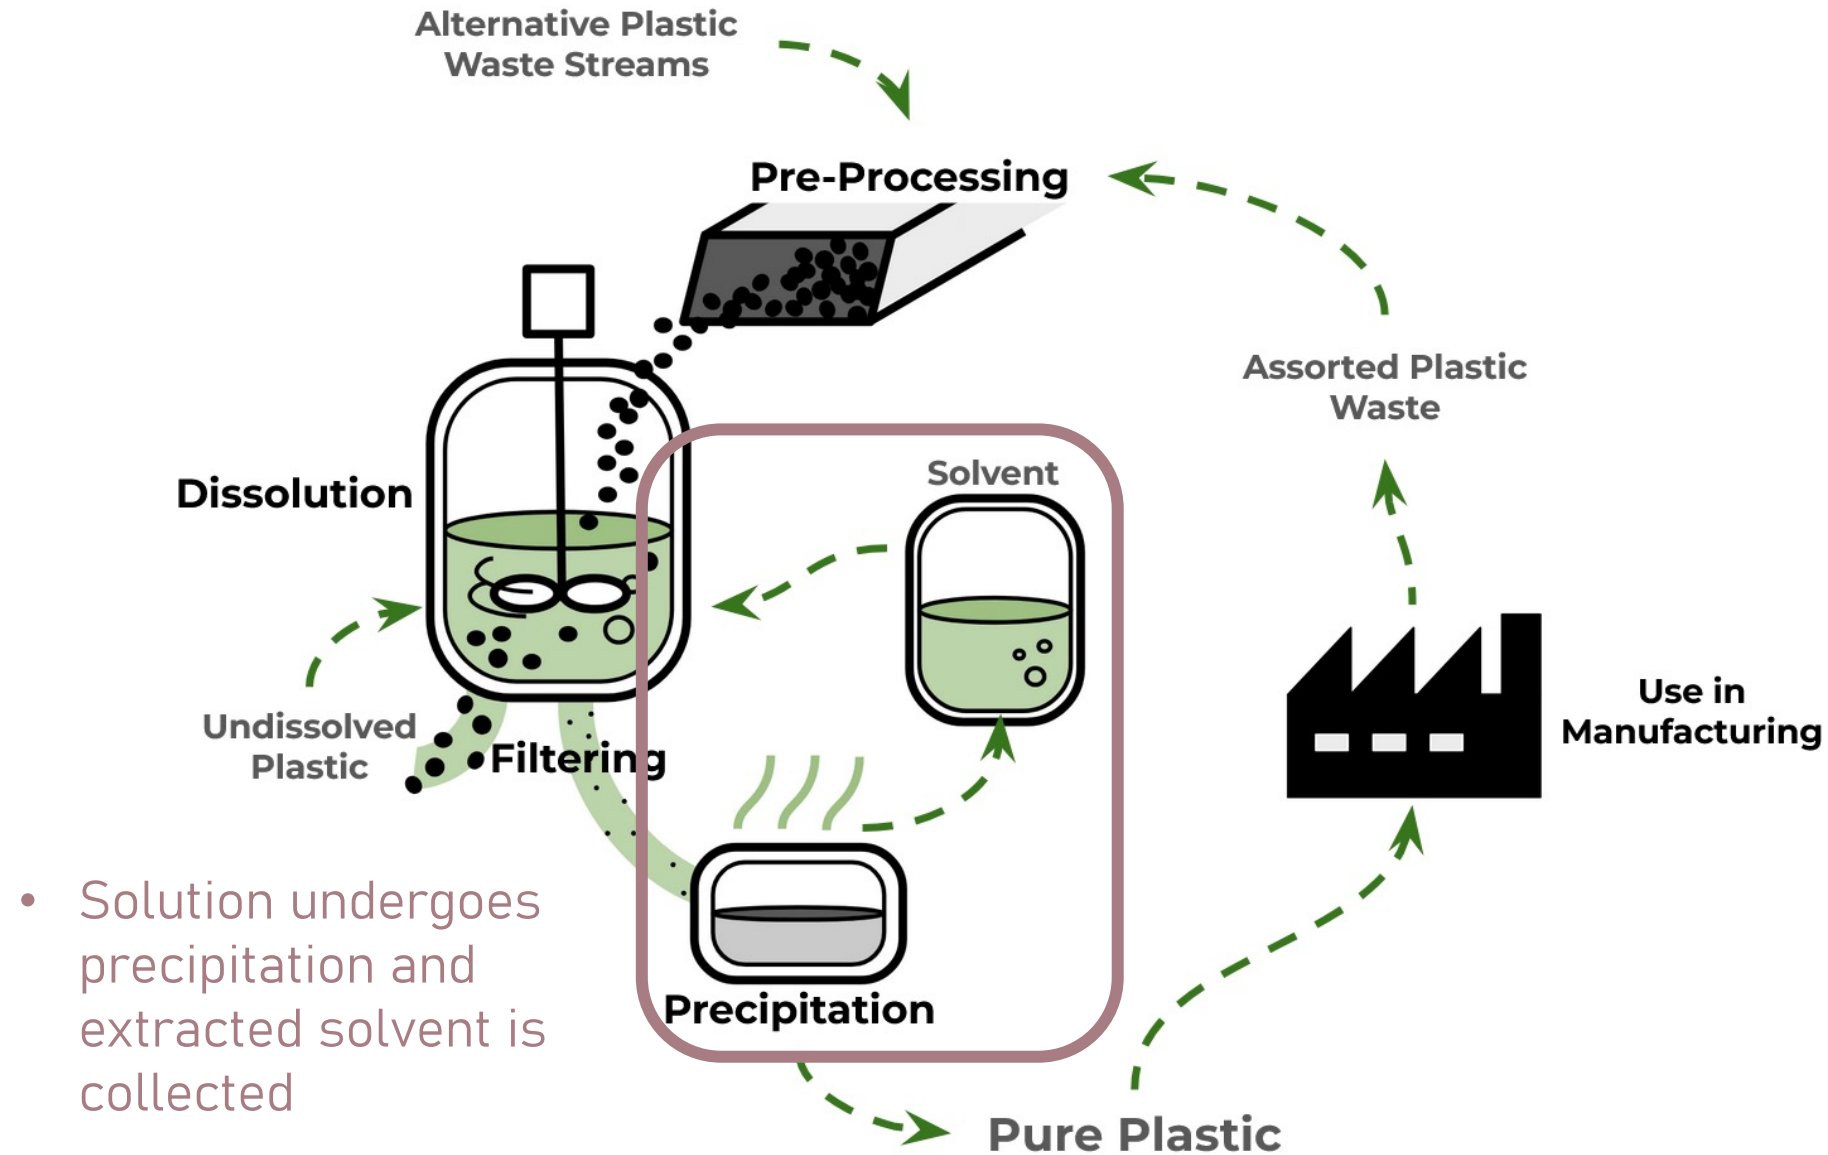 Alternative Plastic
Waste Streams
Pre-Processing
Assorted Plastic
Waste
Solvent
Dissolution
Use in
Manufacturing
Undissolved
Plastic
Filtering
• Solution undergoes
precipitation and
extracted solvent is
collected
Precipitation
Pure Plastic